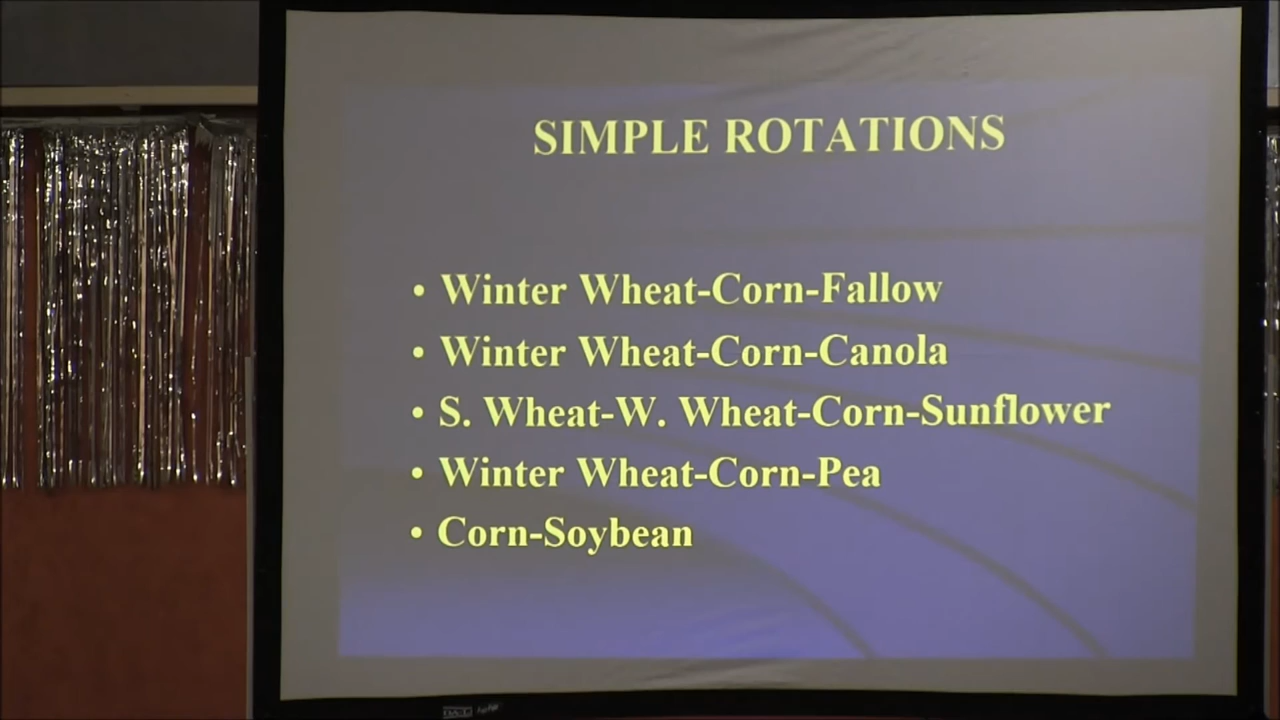 SIMPLE ROTATIONS
• Winter Wheat-Corn-Fallow
• Winter Wheat-Corn-Canola
• S. Wheat-W. Wheat-Corn-Sunflower
• Winter Wheat-Corn-Pea
• Corn-Soybean